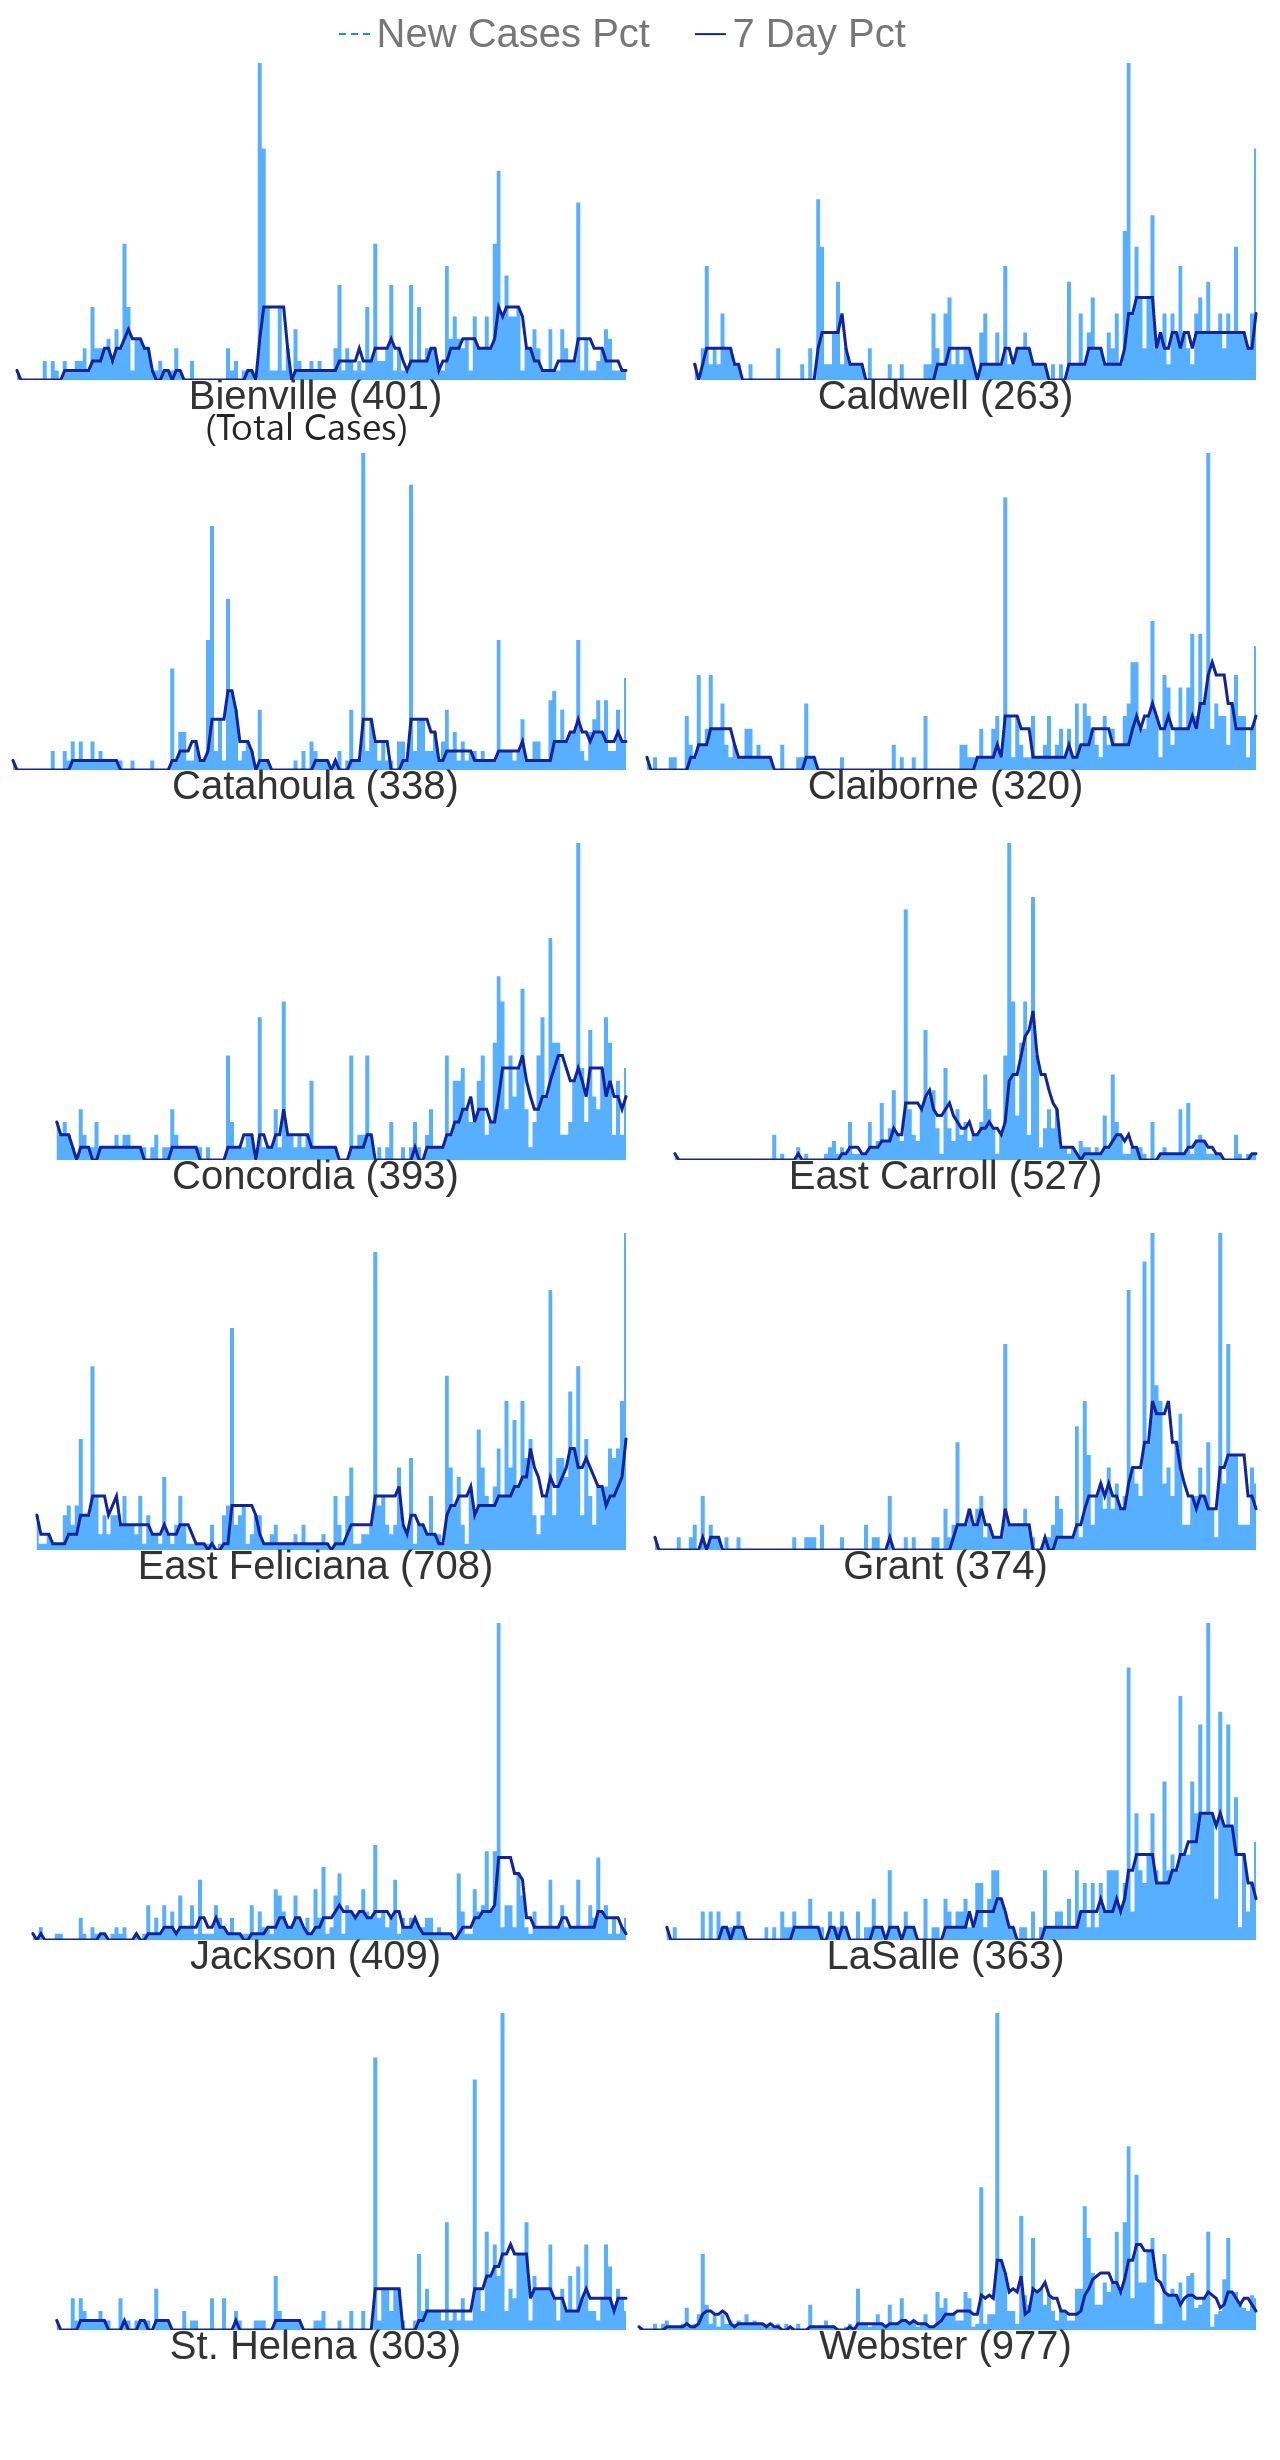 New Cases Pct 7 Day Pct
Bienville (401) Caldwell (263)
(Total Cases)
Catahoula (338) Claiborne (320)
Concordia (393) East Carroll (527)
East Feliciana (708) Grant (374)
Jackson (409) LaSalle (363)
St. Helena (303) Webster (977)